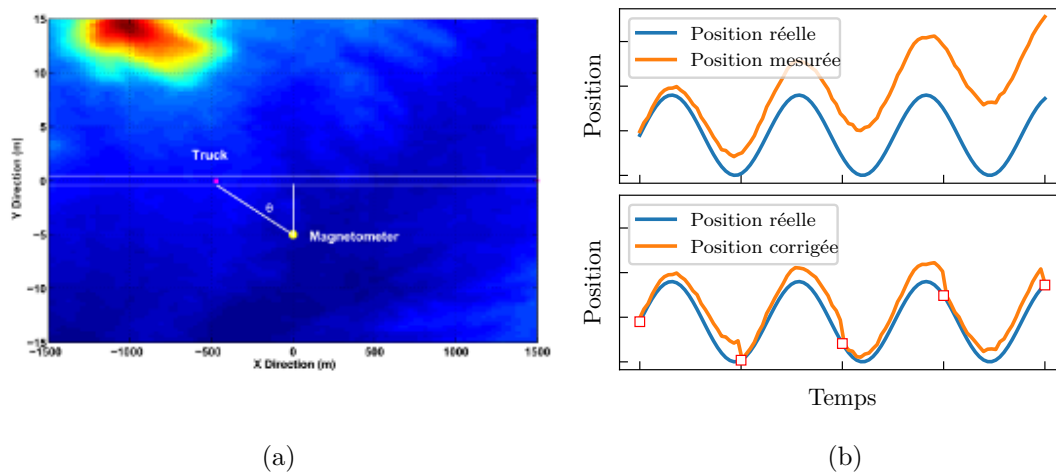 15
10
5
0
−5
−10
−15
−1500
−1000
−500
0
500
1000
1500
Y Direction (m)
X Direction (m)
Truck
θ
Magnetometer
(a)
Position réelle
Position mesurée
Position
Position réelle
Position corrigée
Position
Temps
(b)